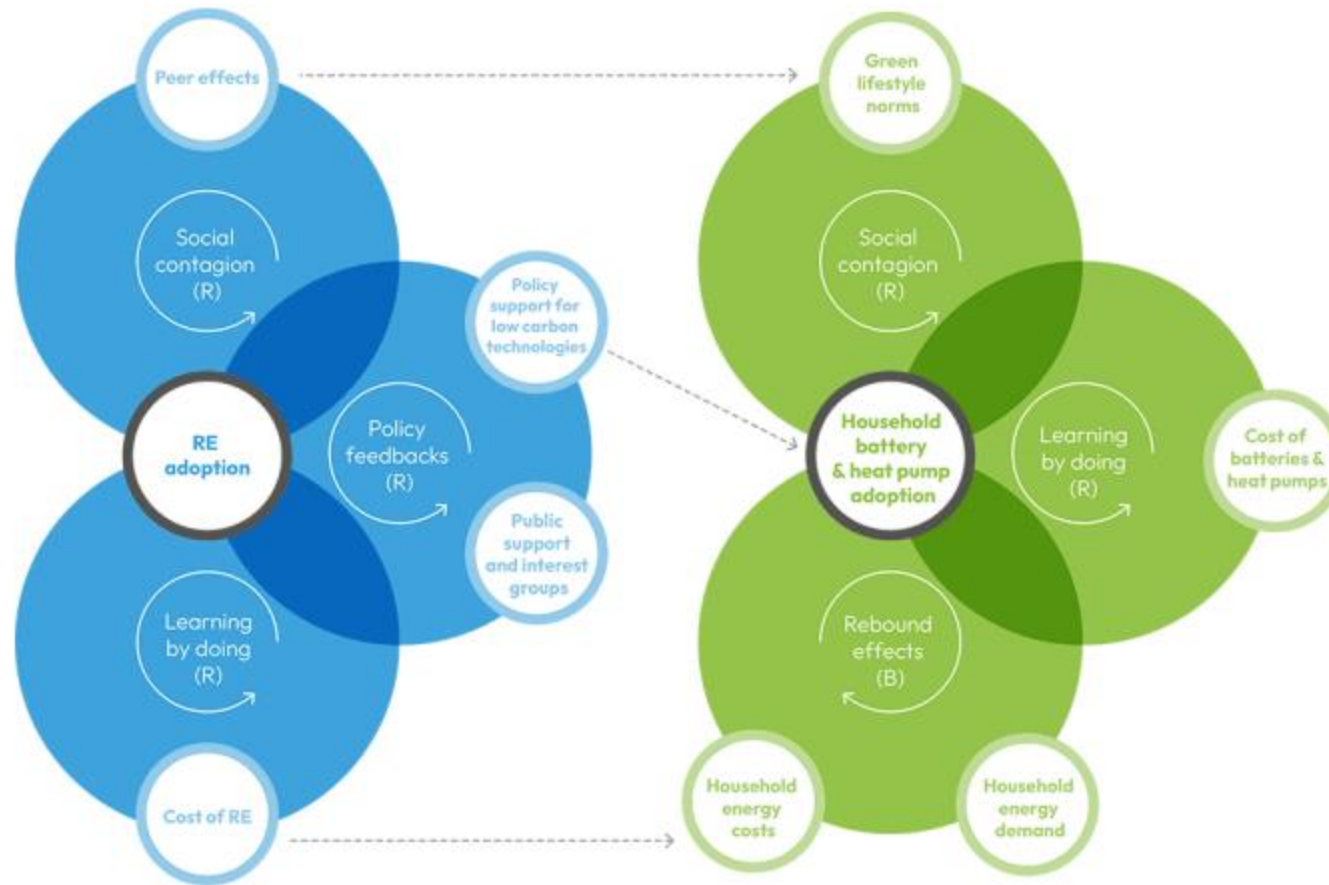 Peer effects
Social
contagion
(R)
Policy
support for
low carbon
technologies
RE
adoption
Policy
feedbacks
(R)
Public
support
and interest
groups
Learning
by doing
(R)
Cost of RE
Green
lifestyle
norms
Social
contagion
(R)
Household
battery
& heat pump
adoption
Learning
by doing
(R)
Cost of
batteries &
heat pumps
Rebound
effects
(B)
Household
energy
costs
Household
energy
demand